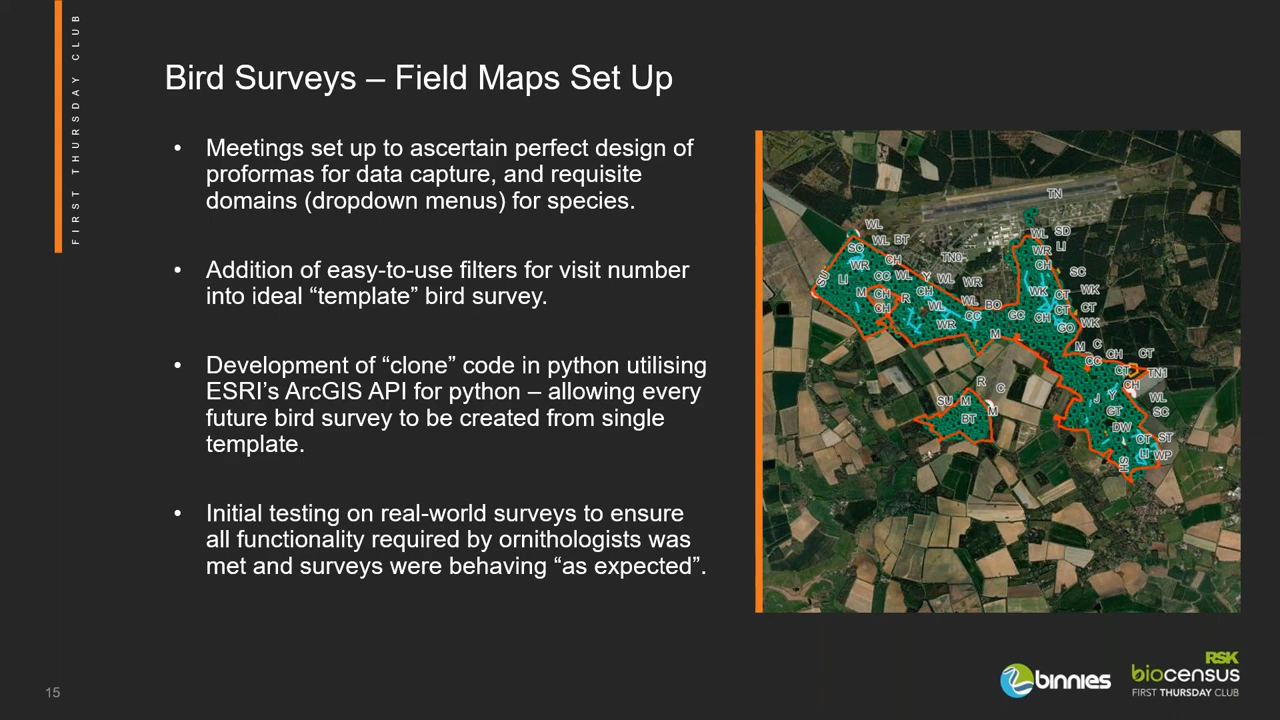 FIRST THURSDAY CLUB
Bird Surveys – Field Maps Set Up
• Meetings set up to ascertain perfect design of
proformas for data capture, and requisite
domains (dropdown menus) for species.
• Addition of easy-to-use filters for visit number
into ideal “template” bird survey.
• Development of “clone” code in python utilising
ESRI’s ArcGIS API for python – allowing every
future bird survey to be created from single
template.
• Initial testing on real-world surveys to ensure
all functionality required by ornithologists was
met and surveys were behaving “as expected”.
TN
WL
WL SD
WL BT
LI
SC
WR
CH TN0
WR
CH
SC
SU
LI
CC WL Y WL WR
M CH R CH
WK CT WK
CH WL WL BO
CT CT
WR CC GC CH GO WK
M
M C
CC CH CT
CT TN1
R C
CH
SU M M
J Y WL
BT
GT SC
DW
CT ST
SH LI WP
15
binnies
RSK
biocensus
FIRST THURSDAY CLUB